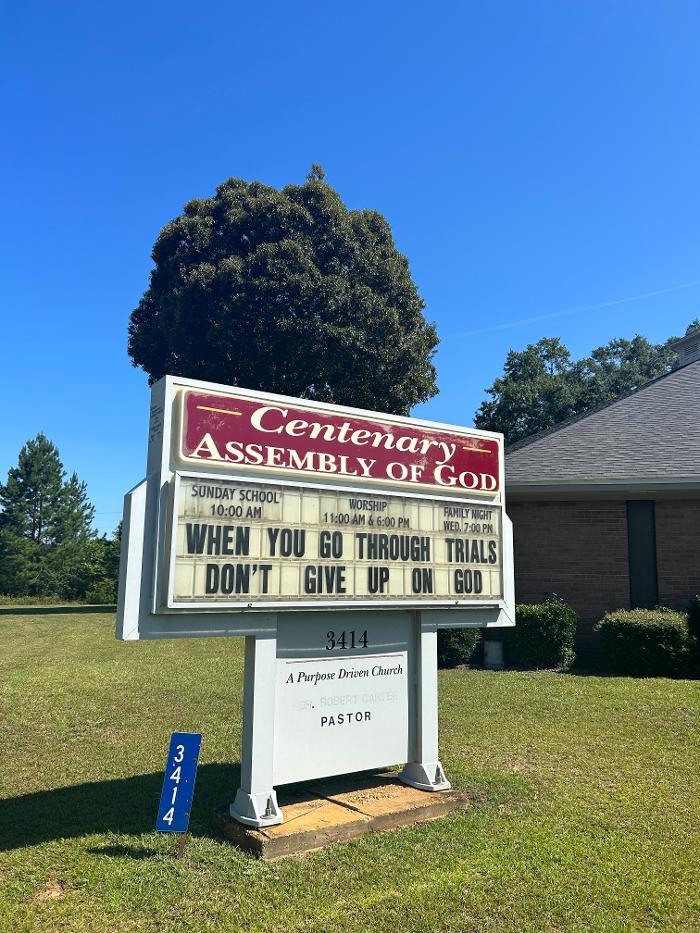 Centenary
ASSEMBLY OF GOD
SUNDAY SCHOOL
10:00 AM
WORSHIP
11:00 AM & 6:00 PM
FAMILY NIGHT
WED. 7:00 PM
WHEN YOU GO THROUGH TRIALS
DON'T GIVE UP ON GOD
3414
A Purpose Driven Church
ROBERT CARTER
PASTOR
3414